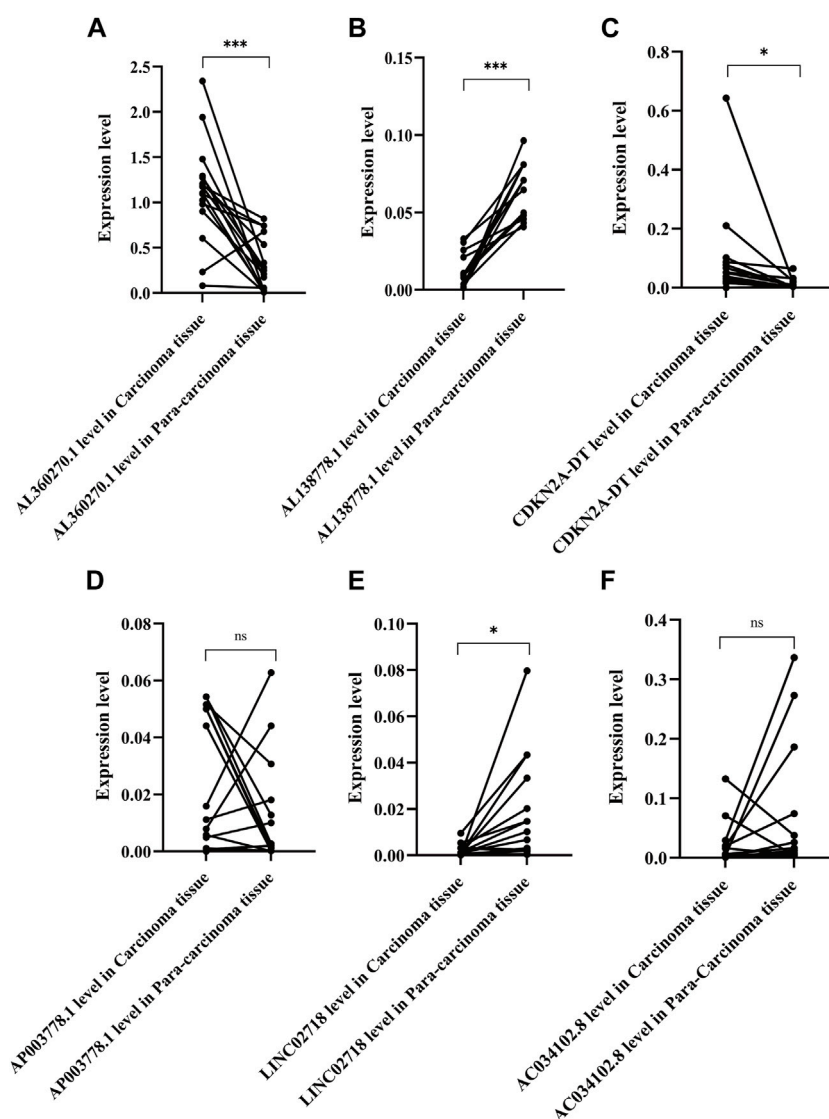 A
***
Expression level
2.5
2.0
1.5
1.0
0.5
0.0
AL360270.1 level in Carcinoma tissue
AL360270.1 level in Para-carcinoma tissue
B
***
Expression level
0.15
0.10
0.05
0.00
AL138778.1 level in Carcinoma tissue
AL138778.1 level in Para-carcinoma tissue
C
*
Expression level
0.8
0.6
0.4
0.2
0.0
CDKN2A-DT level in Carcinoma tissue
CDKN2A-DT level in Para-carcinoma tissue
D
ns
Expression level
0.08
0.06
0.04
0.02
0.00
AP003778.1 level in Carcinoma tissue
AP003778.1 level in Para-carcinoma tissue
E
*
Expression level
0.10
0.08
0.06
0.04
0.02
0.00
LINC02718 level in Carcinoma tissue
LINC02718 level in Para-carcinoma tissue
F
ns
Expression level
0.4
0.3
0.2
0.1
0.0
AC034102.8 level in Carcinoma tissue
AC034102.8 level in Para-Carcinoma tissue